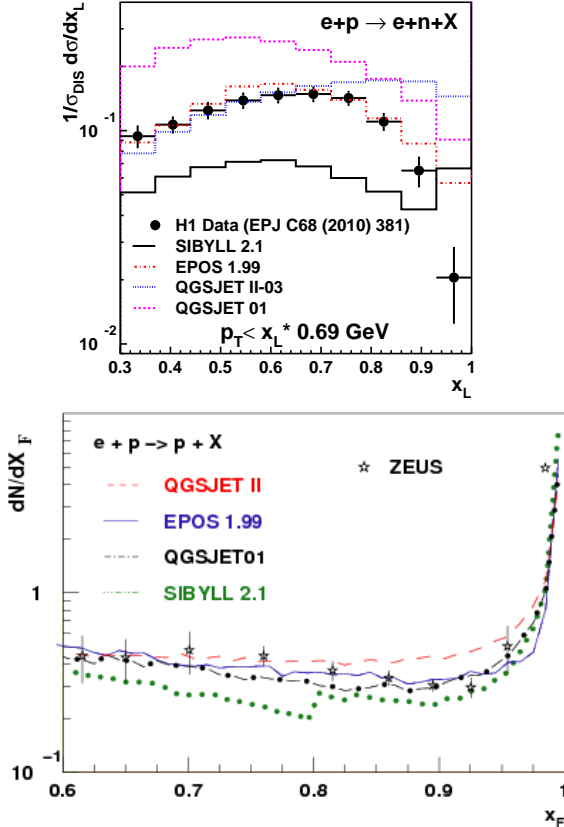 e+p → e+n+X
1/σ_DIS dσ/dx_L
10⁻¹
10⁻²
H1 Data (EPJ C68 (2010) 381)
SIBYLL 2.1
EPOS 1.99
QGSJET II-03
QGSJET 01
p_T < x_L* 0.69 GeV
0.3 0.4 0.5 0.6 0.7 0.8 0.9 1
x_L
dN/dX_F
e + p -> p + X
ZEUS
QGSJET II
EPOS 1.99
QGSJET01
SIBYLL 2.1
1
10⁻¹
0.6 0.7 0.8 0.9 1
x_F